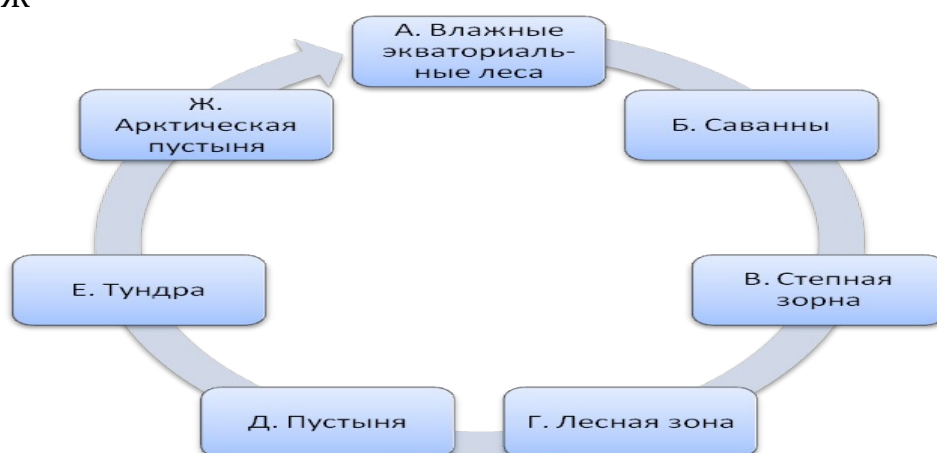 Ж
А. Влажные
экваториаль-
ные леса
Б. Саванны
В. Степная
зорна
Г. Лесная зона
Д. Пустыня
Е. Тундра
Ж.
Арктическая
пустыня